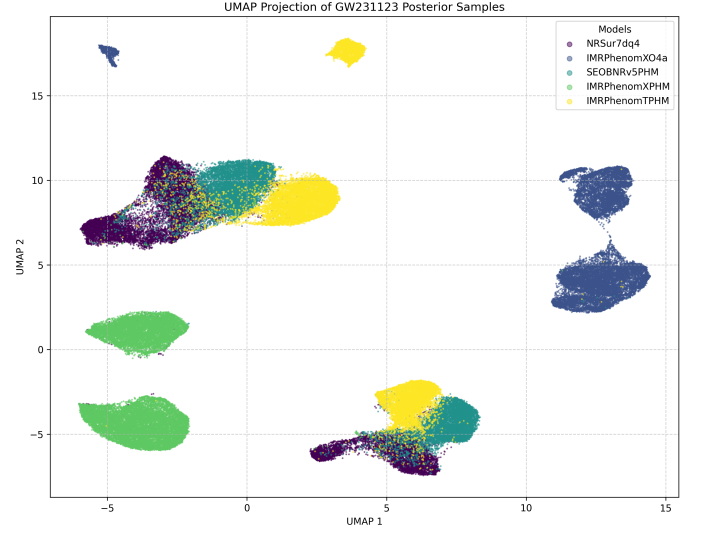 UMAP Projection of GW231123 Posterior Samples
Models
NRSur7dq4
IMRPhenomXO4a
SEOBNRv5PHM
IMRPhenomXPHM
IMRPhenomTPHM
UMAP 2
15
10
5
0
−5
−5
0
5
10
15
UMAP 1